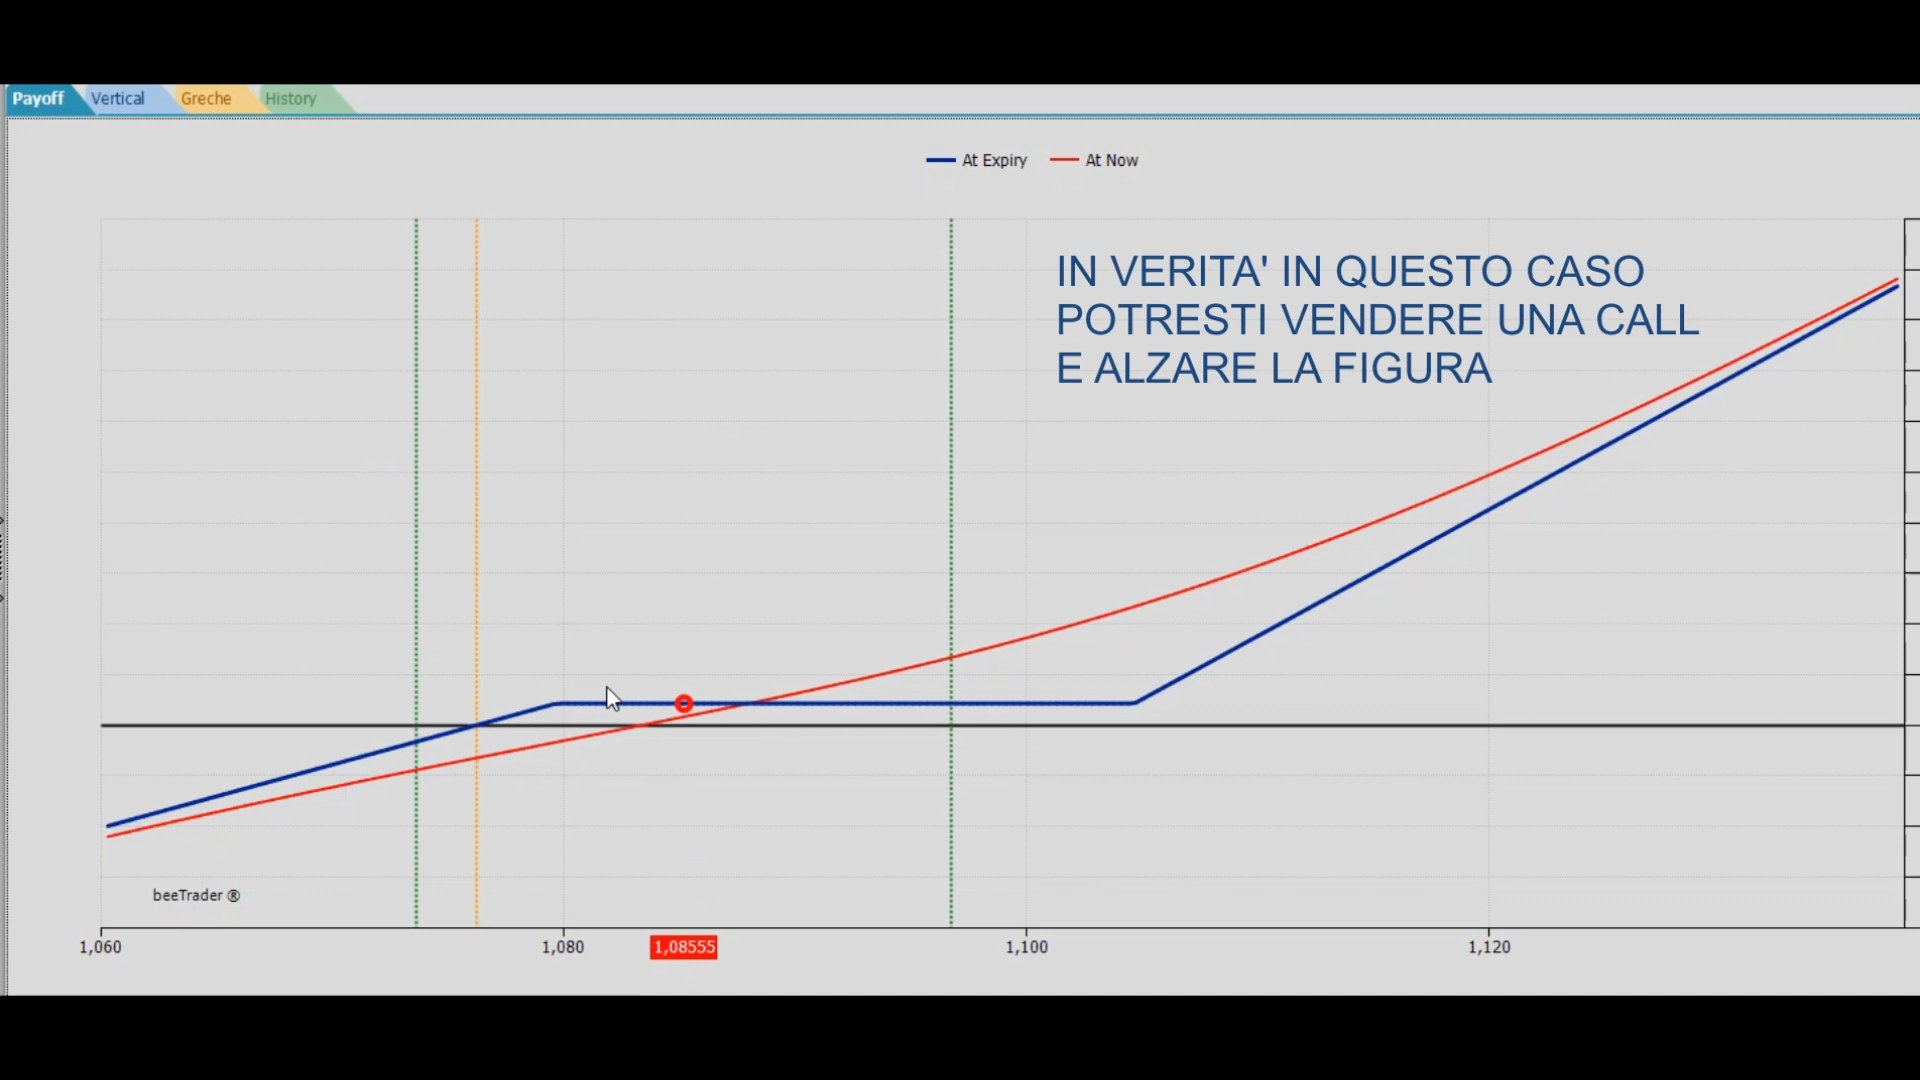 Payoff Vertical Greche History
At Expiry At Now
IN VERITA' IN QUESTO CASO
POTRESTI VENDERE UNA CALL
E ALZARE LA FIGURA
beeTrader ®
1,060 1,080 1,08555 1,100 1,120